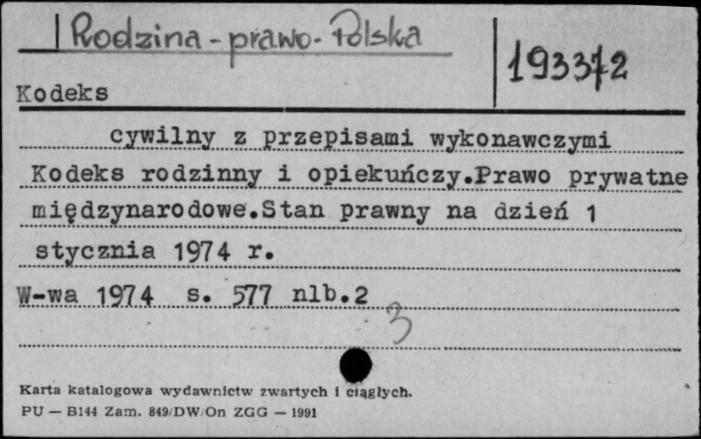 Rodzina - prawo - Polska
193372
Kodeks
cywilny z przepisami wykonawczymi
Kodeks rodzinny i opiekuńczy.Prawo prywatne
międzynarodowe.Stan prawny na dzień 1
stycznia 1974 r.
W-wa 1974 s. 577 nlb.2
3
Karta katalogowa wydawnictw zwartych i ciągłych.
PU — B144 Zam. 849/DW/On ZGG — 1991